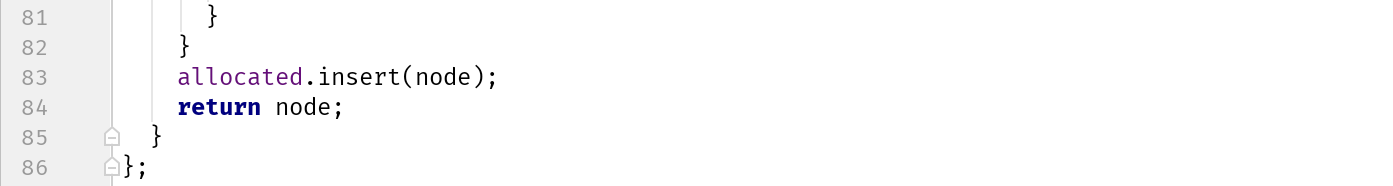 81       }
82     }
83     allocated.insert(node);
84     return node;
85   }
86 };